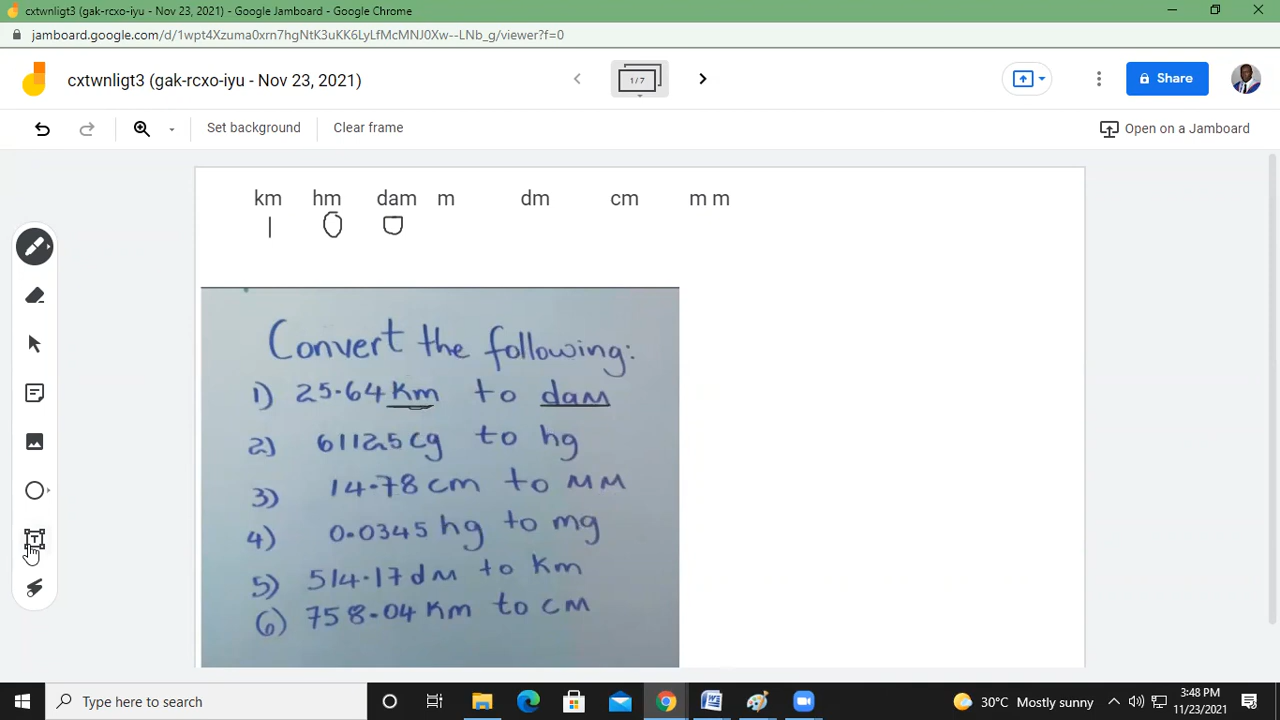 cxtwnligt3 (gak-rcxo-iyu - Nov 23, 2021) - Google Jamboard - Google Chrome
jamboard.google.com/d/1wpt4Xzuma0xrn7hgNtK3uKK6LyLfMcMNJ0Xw--LNb_g/viewer?f=0
cxtwnligt3 (gak-rcxo-iyu - Nov 23, 2021)
1/7
Share
Set background
Clear frame
Open on a Jamboard
km hm dam m dm cm m m
1 0 0
Convert the following:
1) 25.64 km to dam
2) 61125 cg to hg
3) 14.78 cm to MM
4) 0.0345 hg to mg
5) 514.17 dm to km
6) 758.04 km to cm
Type here to search
30°C Mostly sunny
3:48 PM
11/23/2021